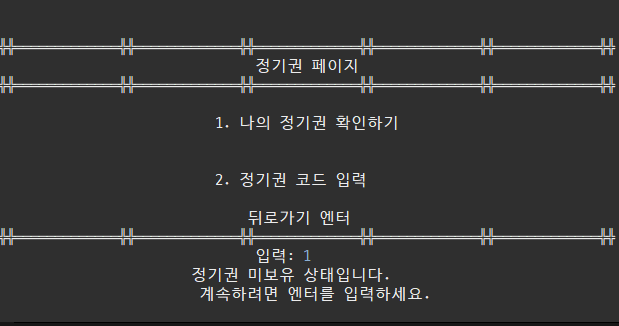 정기권 페이지
1. 나의 정기권 확인하기
2. 정기권 코드 입력
뒤로가기 엔터
입력: 1
정기권 미보유 상태입니다.
계속하려면 엔터를 입력하세요.